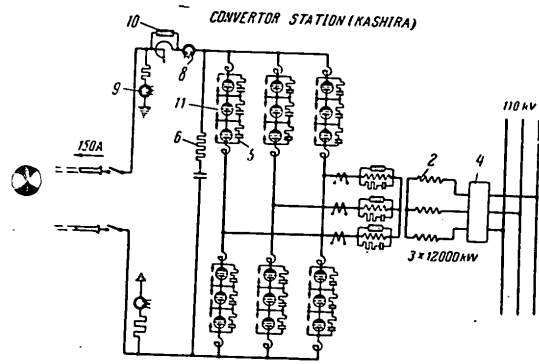 CONVERTOR STATION (KASHIRA)
10
9
8
11
6
5
150A
110 kV
2
4
3 × 12000 kW